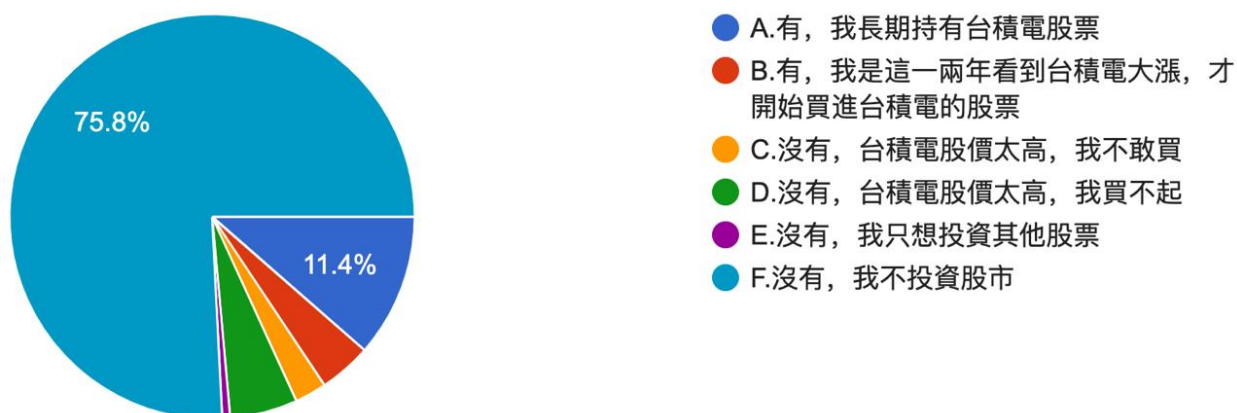 75.8%
11.4%
A.有，我長期持有台積電股票
B.有，我是這一兩年看到台積電大漲，才
開始買進台積電的股票
C.沒有，台積電股價太高，我不敢買
D.沒有，台積電股價太高，我買不起
E.沒有，我只想投資其他股票
F.沒有，我不投資股市